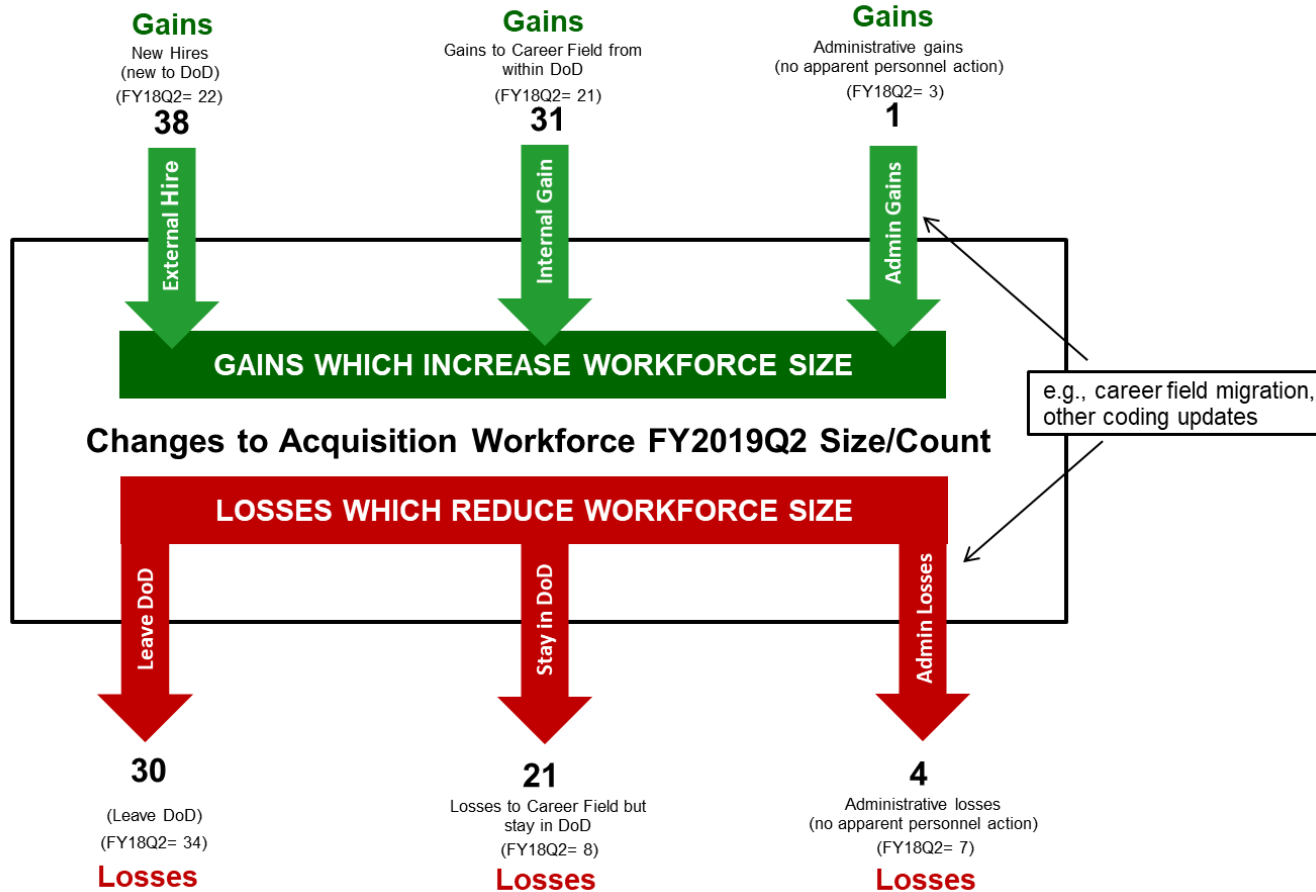 Gains
New Hires
(new to DoD)
(FY18Q2= 22)
38
Gains
Gains to Career Field from
within DoD
(FY18Q2= 21)
31
Gains
Administrative gains
(no apparent personnel action)
(FY18Q2= 3)
1
External Hire
Internal Gain
Admin Gains
GAINS WHICH INCREASE WORKFORCE SIZE
e.g., career field migration,
other coding updates
Changes to Acquisition Workforce FY2019Q2 Size/Count
LOSSES WHICH REDUCE WORKFORCE SIZE
Leave DoD
Stay in DoD
Admin Losses
30
(Leave DoD)
(FY18Q2= 34)
Losses
21
Losses to Career Field but
stay in DoD
(FY18Q2= 8)
Losses
4
Administrative losses
(no apparent personnel action)
(FY18Q2= 7)
Losses